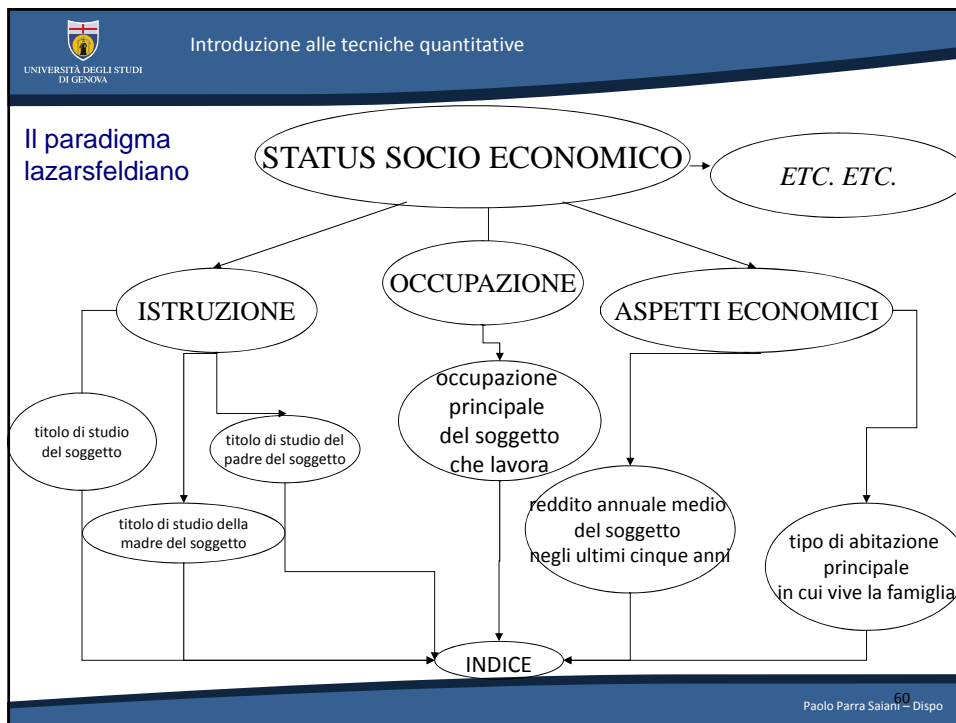 UNIVERSITÀ DEGLI STUDI
DI GENOVA
Introduzione alle tecniche quantitative
Il paradigma
lazarsfeldiano
STATUS SOCIO ECONOMICO
ETC. ETC.
ISTRUZIONE
OCCUPAZIONE
ASPETTI ECONOMICI
titolo di studio
del soggetto
titolo di studio del
padre del soggetto
titolo di studio della
madre del soggetto
occupazione
principale
del soggetto
che lavora
reddito annuale medio
del soggetto
negli ultimi cinque anni
tipo di abitazione
principale
in cui vive la famiglia
INDICE
60
Paolo Parra Saiani – Dispo